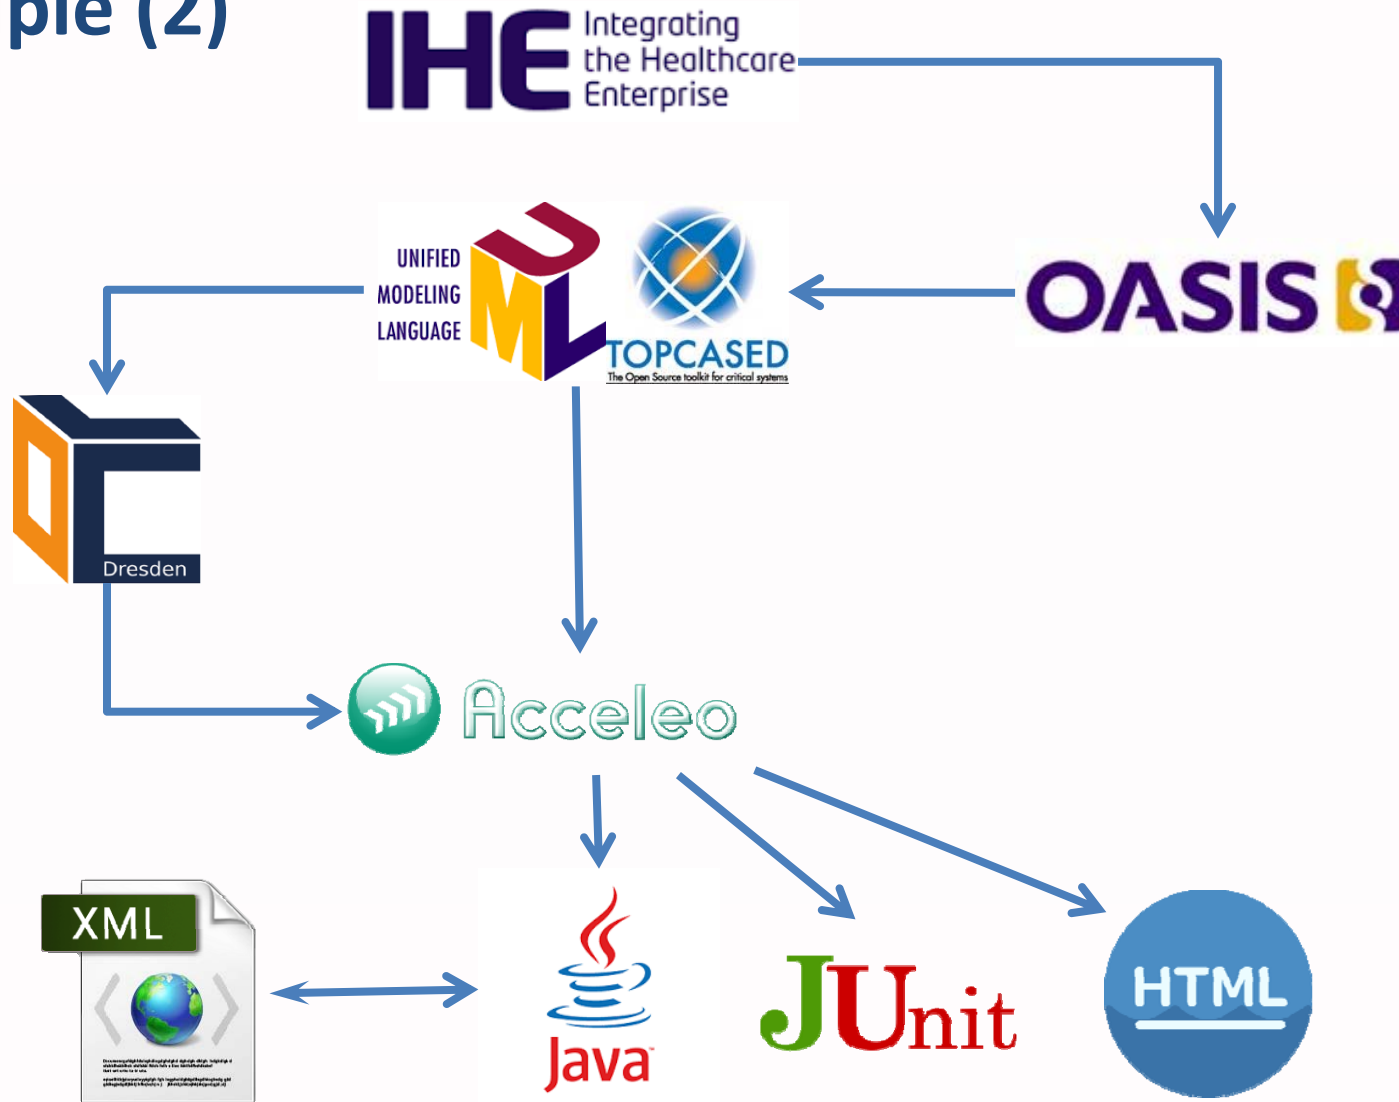 ple (2)
IHE
Integrating
the Healthcare
Enterprise
UNIFIED
MODELING
LANGUAGE
UML
TOPCASED
The Open Source toolkit for critical systems
OASIS
Dresden
Acceleo
XML
Java
JUnit
HTML